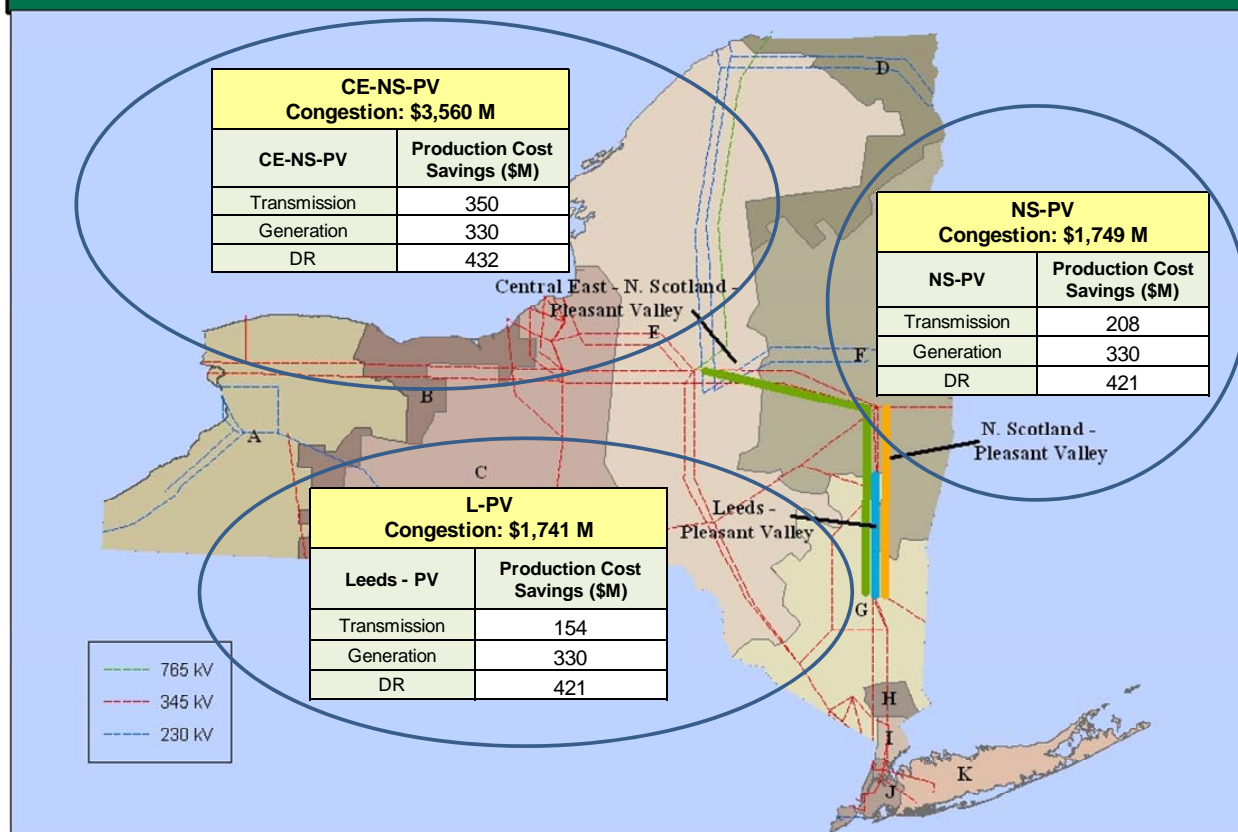 CE-NS-PV
Congestion: $3,560 M
CE-NS-PV Production Cost
Savings ($M)
Transmission 350
Generation 330
DR 432
NS-PV
Congestion: $1,749 M
NS-PV Production Cost
Savings ($M)
Transmission 208
Generation 330
DR 421
L-PV
Congestion: $1,741 M
Leeds - PV Production Cost
Savings ($M)
Transmission 154
Generation 330
DR 421
Central East - N. Scotland -
Pleasant Valley
N. Scotland -
Pleasant Valley
Leeds -
Pleasant Valley
D
E
F
B
A
C
G
H
I
J
K
765 kV
345 kV
230 kV